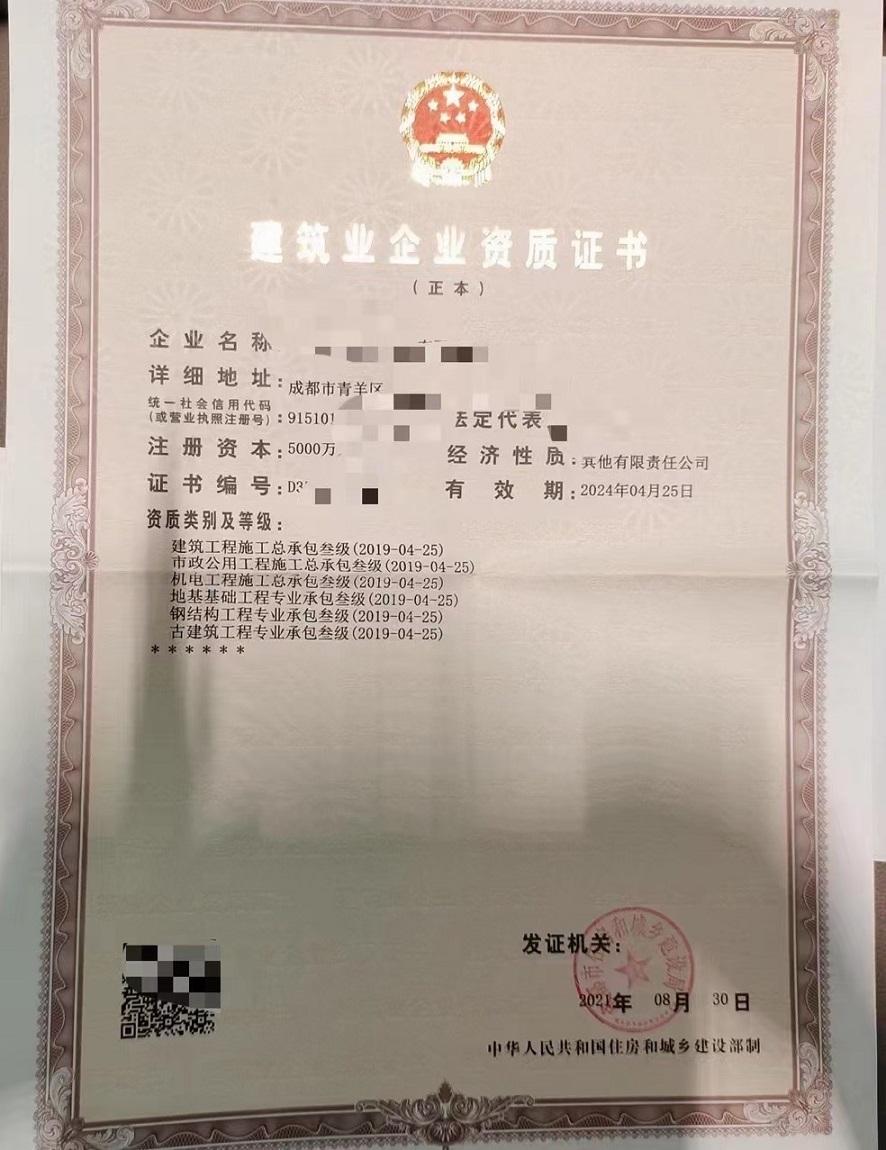 建筑业企业资质证书
(正本)
企业名称
详细地址:成都市青羊区
统一社会信用代码
(或营业执照注册号):91510 法定代表
注册资本:5000万 经济性质:其他有限责任公司
证书编号:D3 有效期:2024年04月25日
资质类别及等级:
建筑工程施工总承包叁级(2019-04-25)
市政公用工程施工总承包叁级(2019-04-25)
机电工程施工总承包叁级(2019-04-25)
地基基础工程专业承包叁级(2019-04-25)
钢结构工程专业承包叁级(2019-04-25)
古建筑工程专业承包叁级(2019-04-25)
******
发证机关:
2021年 08月 30日
中华人民共和国住房和城乡建设部制